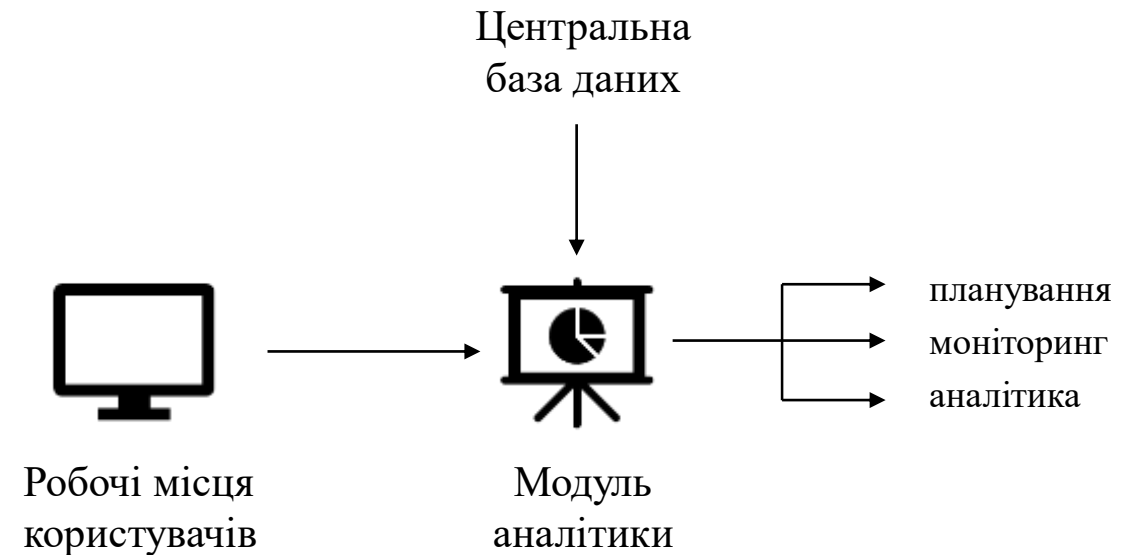 Центральна
база даних
планування
моніторинг
аналітика
Робочі місця
користувачів
Модуль
аналітики